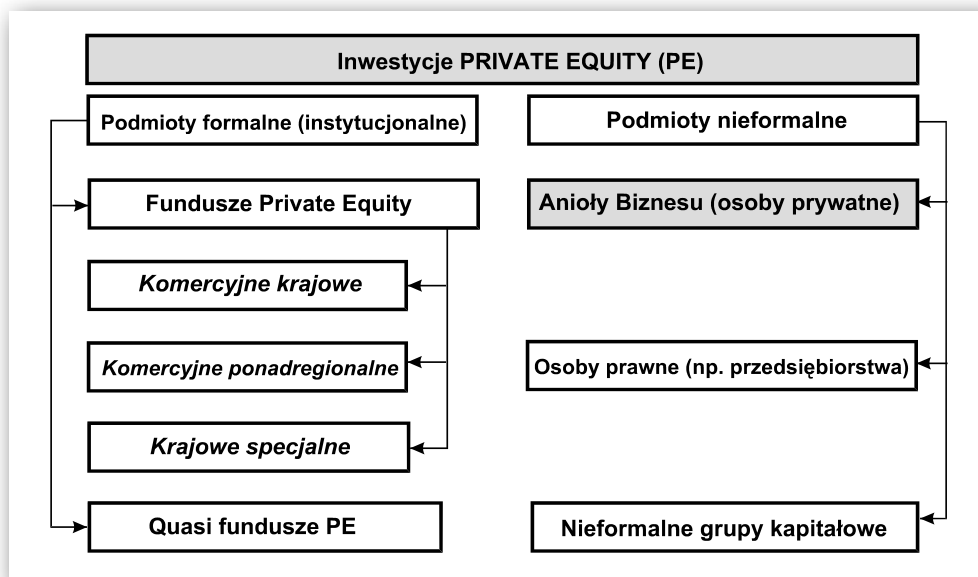 Inwestycje PRIVATE EQUITY (PE)
Podmioty formalne (instytucjonalne)
Podmioty nieformalne
Fundusze Private Equity
Anioły Biznesu (osoby prywatne)
Komercyjne krajowe
Komercyjne ponadregionalne
Osoby prawne (np. przedsiębiorstwa)
Krajowe specjalne
Quasi fundusze PE
Nieformalne grupy kapitałowe